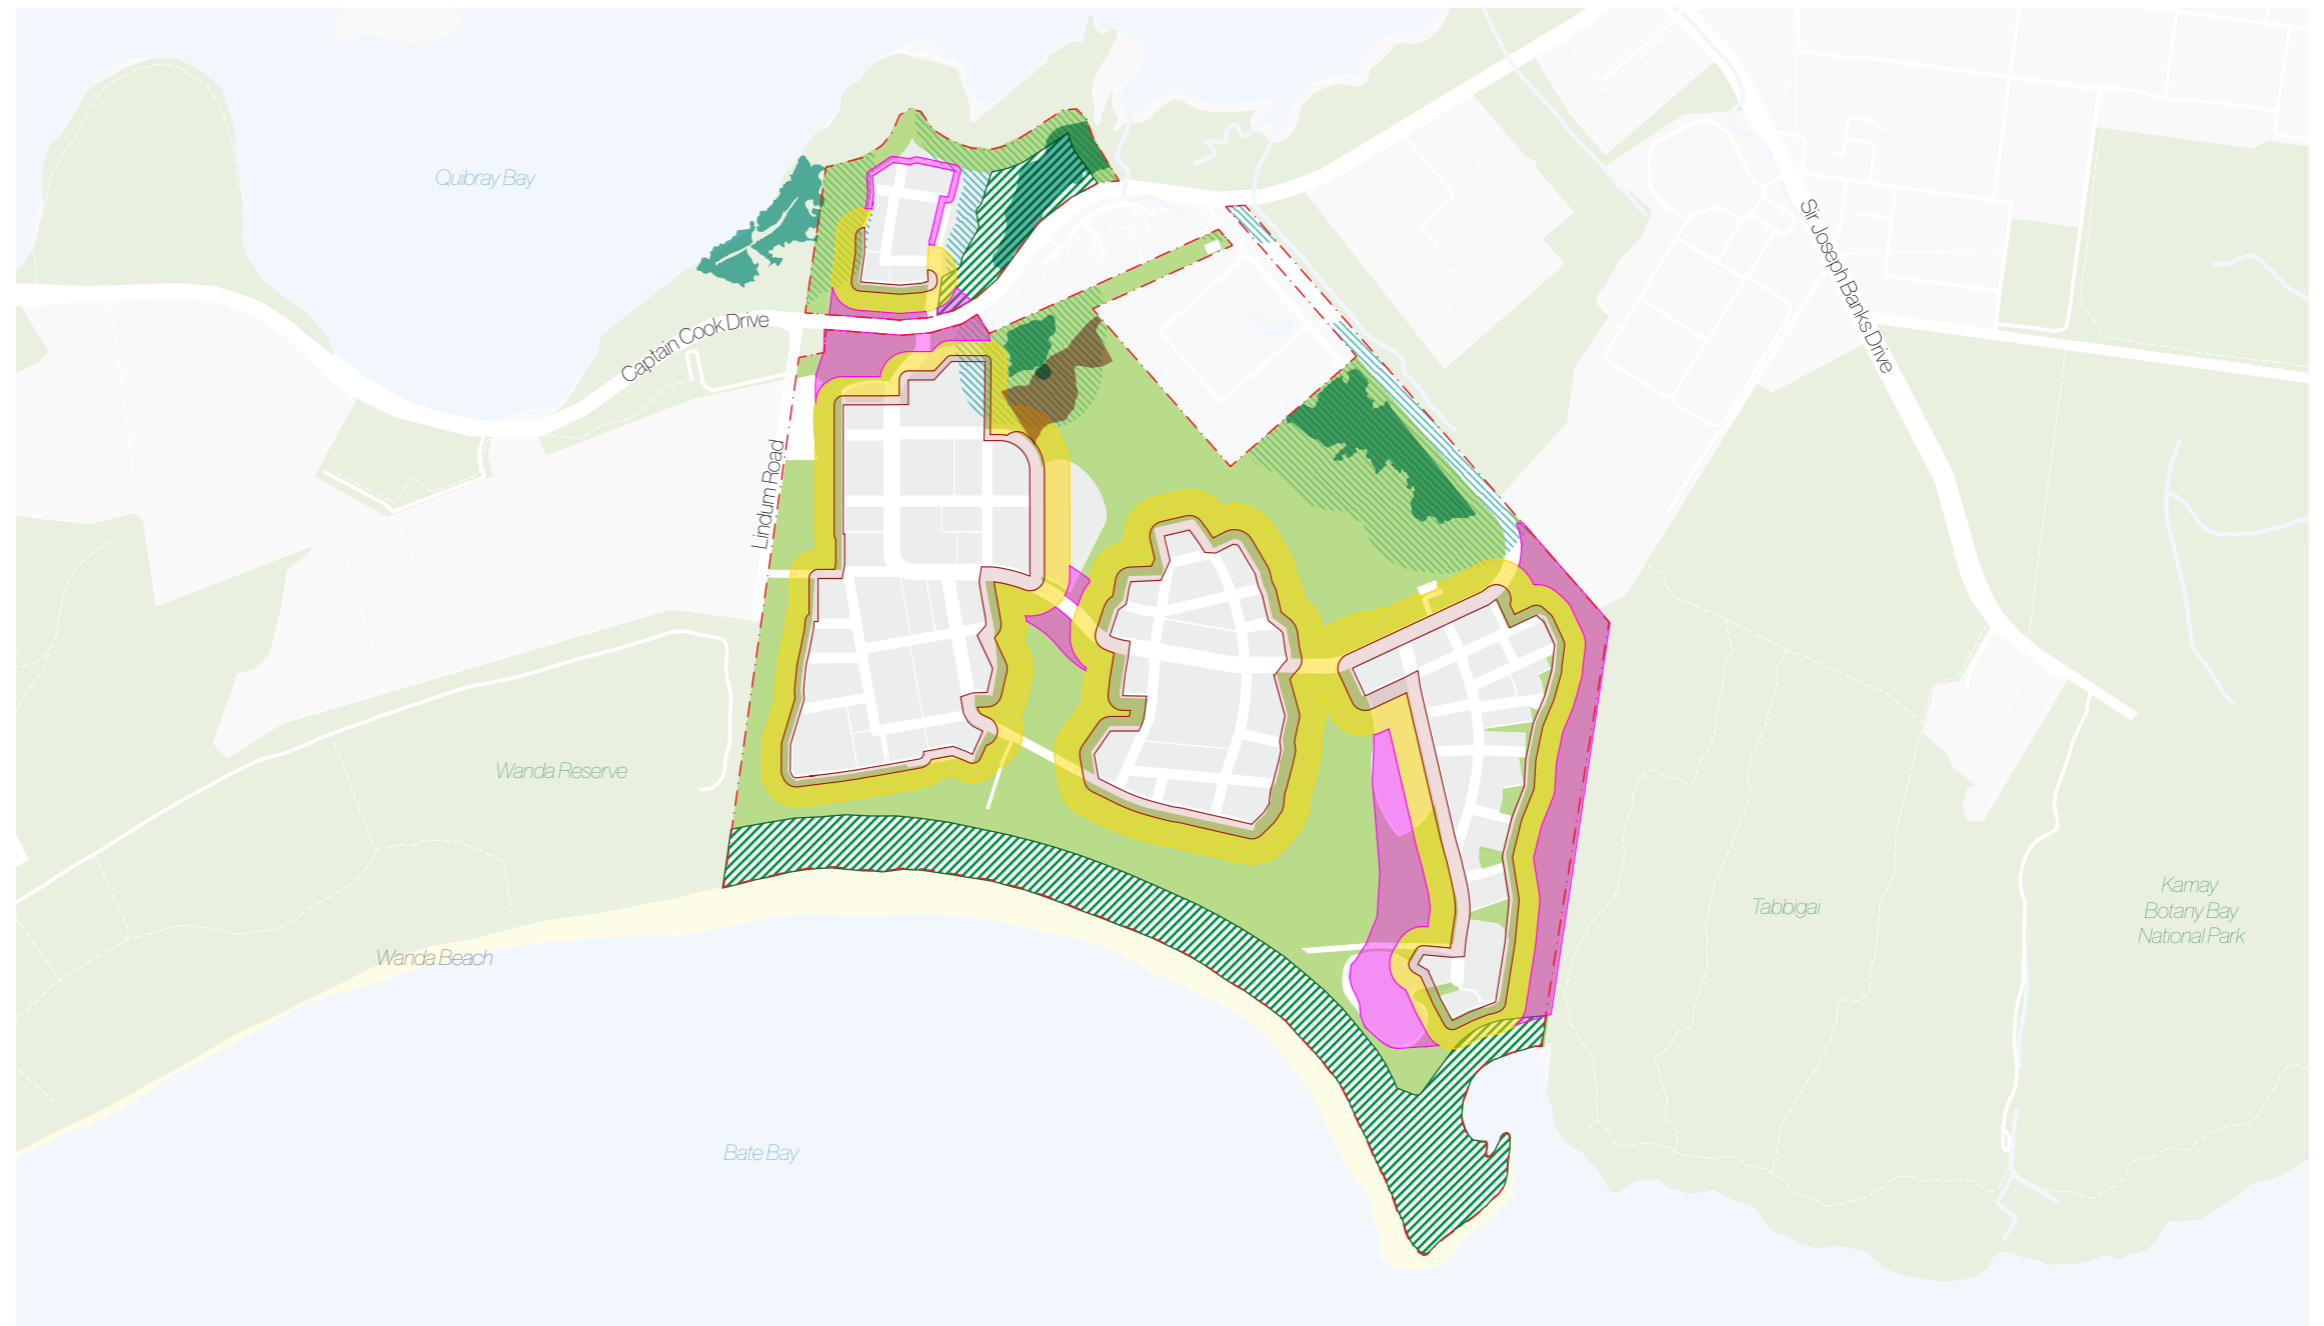 Quibray Bay
Sir Joseph Banks Drive
Captain Cook Drive
Lindum Road
Wanda Reserve
Kamay
Botany Bay
National Park
Tabbigai
Wanda Beach
Bate Bay